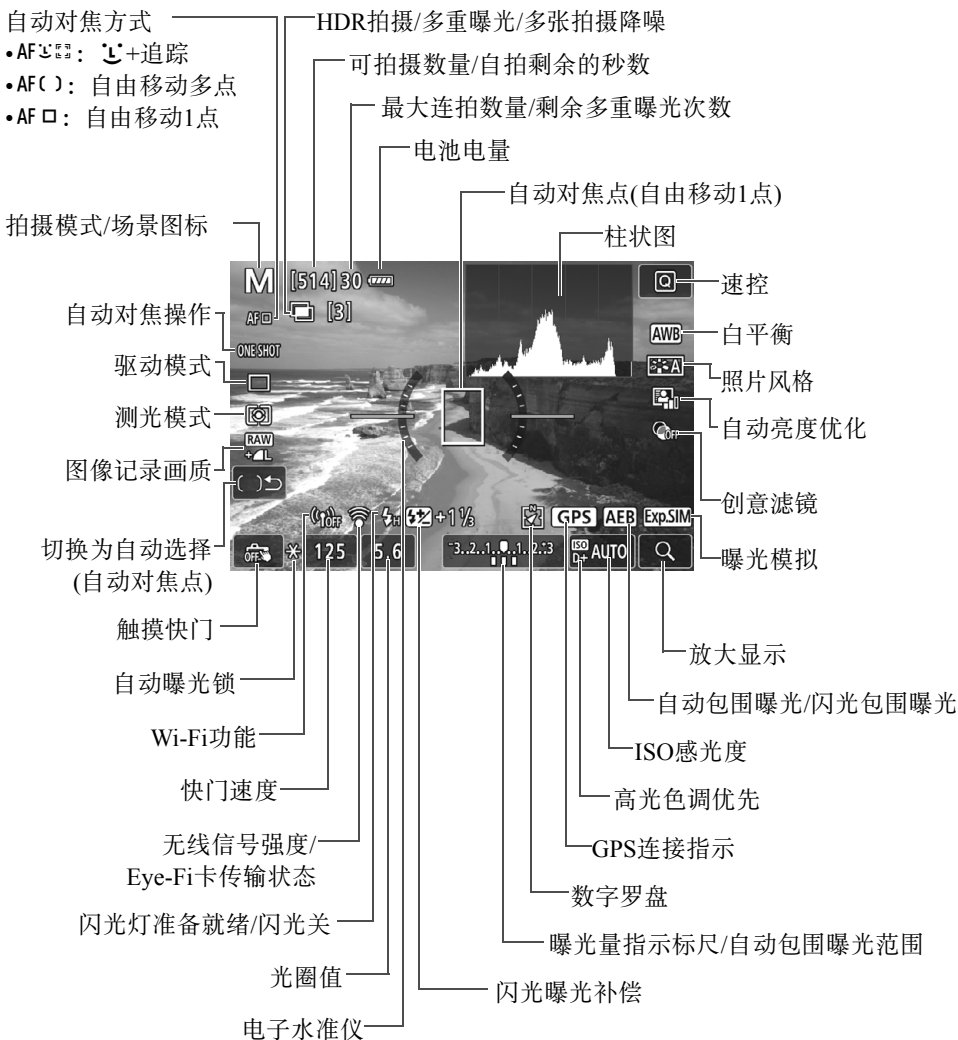 自动对焦方式
•AF: +追踪
•AF( ): 自由移动多点
•AF□: 自由移动1点
HDR拍摄/多重曝光/多张拍摄降噪
可拍摄数量/自拍剩余的秒数
最大连拍数量/剩余多重曝光次数
电池电量
自动对焦点(自由移动1点)
柱状图
拍摄模式/场景图标
自动对焦操作
驱动模式
测光模式
图像记录画质
切换为自动选择
(自动对焦点)
触摸快门
自动曝光锁
Wi-Fi功能
快门速度
无线信号强度/
Eye-Fi卡传输状态
闪光灯准备就绪/闪光关
光圈值
电子水准仪
M [514] 30
AF□ [3]
ONE SHOT
RAW
+L
( )
Q
AWB
A
OFF
OFF H +1⅓ GPS AEB Exp.SIM
OFF * 125 5.6 -3..2..1..0..1..2..:3 ISO D+ AUTO
速控
白平衡
照片风格
自动亮度优化
创意滤镜
曝光模拟
放大显示
自动包围曝光/闪光包围曝光
ISO感光度
高光色调优先
GPS连接指示
数字罗盘
曝光量指示标尺/自动包围曝光范围
闪光曝光补偿